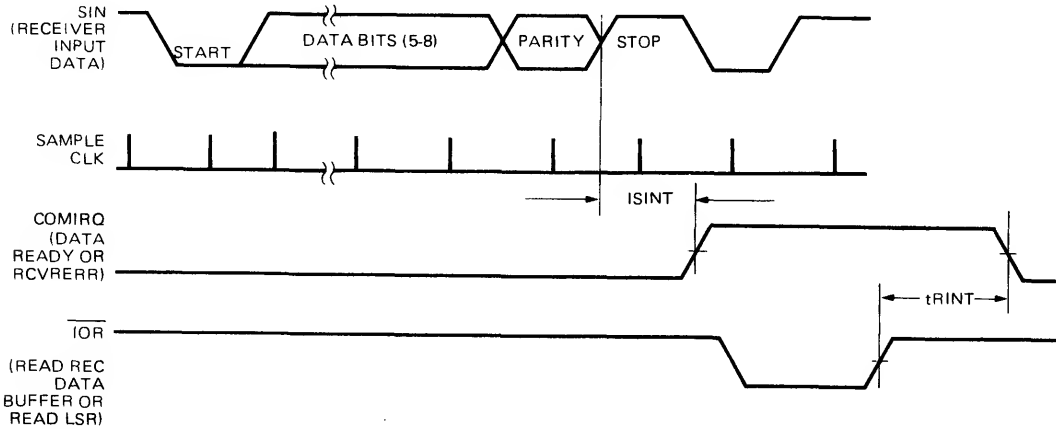 SIN
(RECEIVER
INPUT
DATA)
START
DATA BITS (5-8)
PARITY
STOP
SAMPLE
CLK
ISINT
COMIRQ
(DATA
READY OR
RCVRERR)
tRINT
IOR
(READ REC
DATA
BUFFER OR
READ LSR)